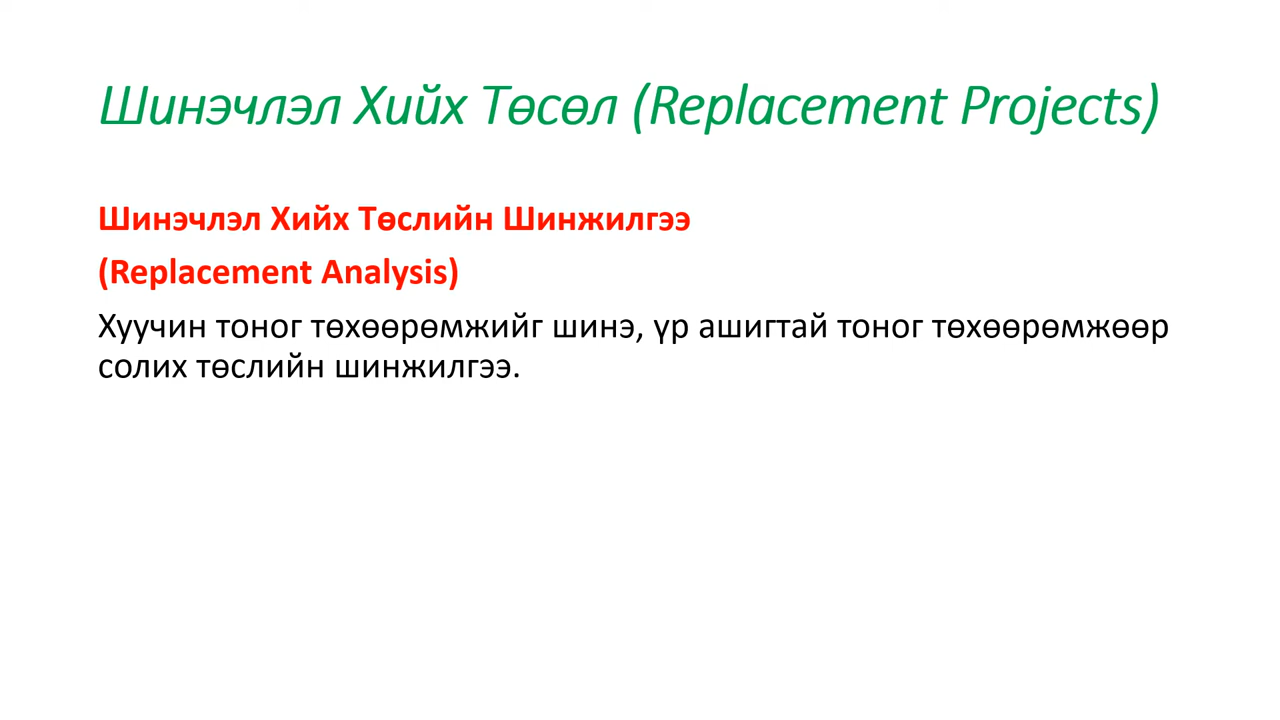 Шинэчлэл Хийх Төсөл (Replacement Projects)
Шинэчлэл Хийх Төслийн Шинжилгээ
(Replacement Analysis)
Хуучин тоног төхөөрөмжийг шинэ, үр ашигтай тоног төхөөрөмжөөр
солих төслийн шинжилгээ.